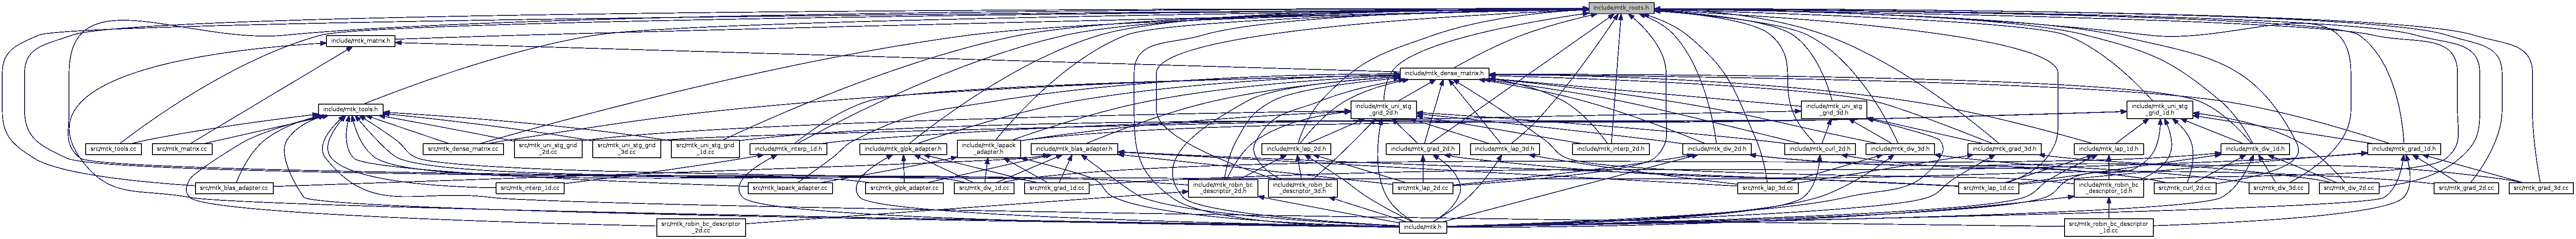 include/mtk_roots.h
include/mtk_matrix.h
include/mtk_dense_matrix.h
include/mtk_tools.h
include/mtk_uni_stg
_grid_2d.h
include/mtk_uni_stg
_grid_3d.h
include/mtk_uni_stg
_grid_1d.h
src/mtk_tools.cc
src/mtk_matrix.cc
src/mtk_dense_matrix.cc
src/mtk_uni_stg_grid
_2d.cc
src/mtk_uni_stg_grid
_3d.cc
src/mtk_uni_stg_grid
_1d.cc
include/mtk_interp_1d.h
include/mtk_glpk_adapter.h
include/mtk_lapack
_adapter.h
include/mtk_blas_adapter.h
include/mtk_lap_2d.h
include/mtk_grad_2d.h
include/mtk_lap_3d.h
include/mtk_interp_2d.h
include/mtk_div_2d.h
include/mtk_curl_2d.h
include/mtk_div_3d.h
include/mtk_grad_3d.h
include/mtk_lap_1d.h
include/mtk_div_1d.h
include/mtk_grad_1d.h
src/mtk_blas_adapter.cc
src/mtk_interp_1d.cc
src/mtk_lapack_adapter.cc
src/mtk_glpk_adapter.cc
src/mtk_div_1d.cc
src/mtk_grad_1d.cc
include/mtk_robin_bc
_descriptor_2d.h
include/mtk_robin_bc
_descriptor_3d.h
src/mtk_lap_2d.cc
src/mtk_lap_3d.cc
src/mtk_lap_1d.cc
include/mtk_robin_bc
_descriptor_1d.h
src/mtk_curl_2d.cc
src/mtk_div_3d.cc
src/mtk_div_2d.cc
src/mtk_grad_2d.cc
src/mtk_grad_3d.cc
src/mtk_robin_bc_descriptor
_2d.cc
include/mtk.h
src/mtk_robin_bc_descriptor
_1d.cc